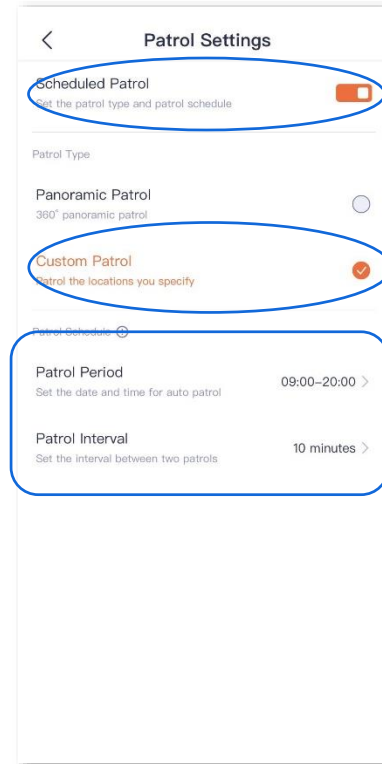 Patrol Settings
Scheduled Patrol
Set the patrol type and patrol schedule
Patrol Type
Panoramic Patrol
360° panoramic patrol
Custom Patrol
Patrol the locations you specify
Patrol Schedule
Patrol Period
Set the date and time for auto patrol
09:00–20:00
Patrol Interval
Set the interval between two patrols
10 minutes